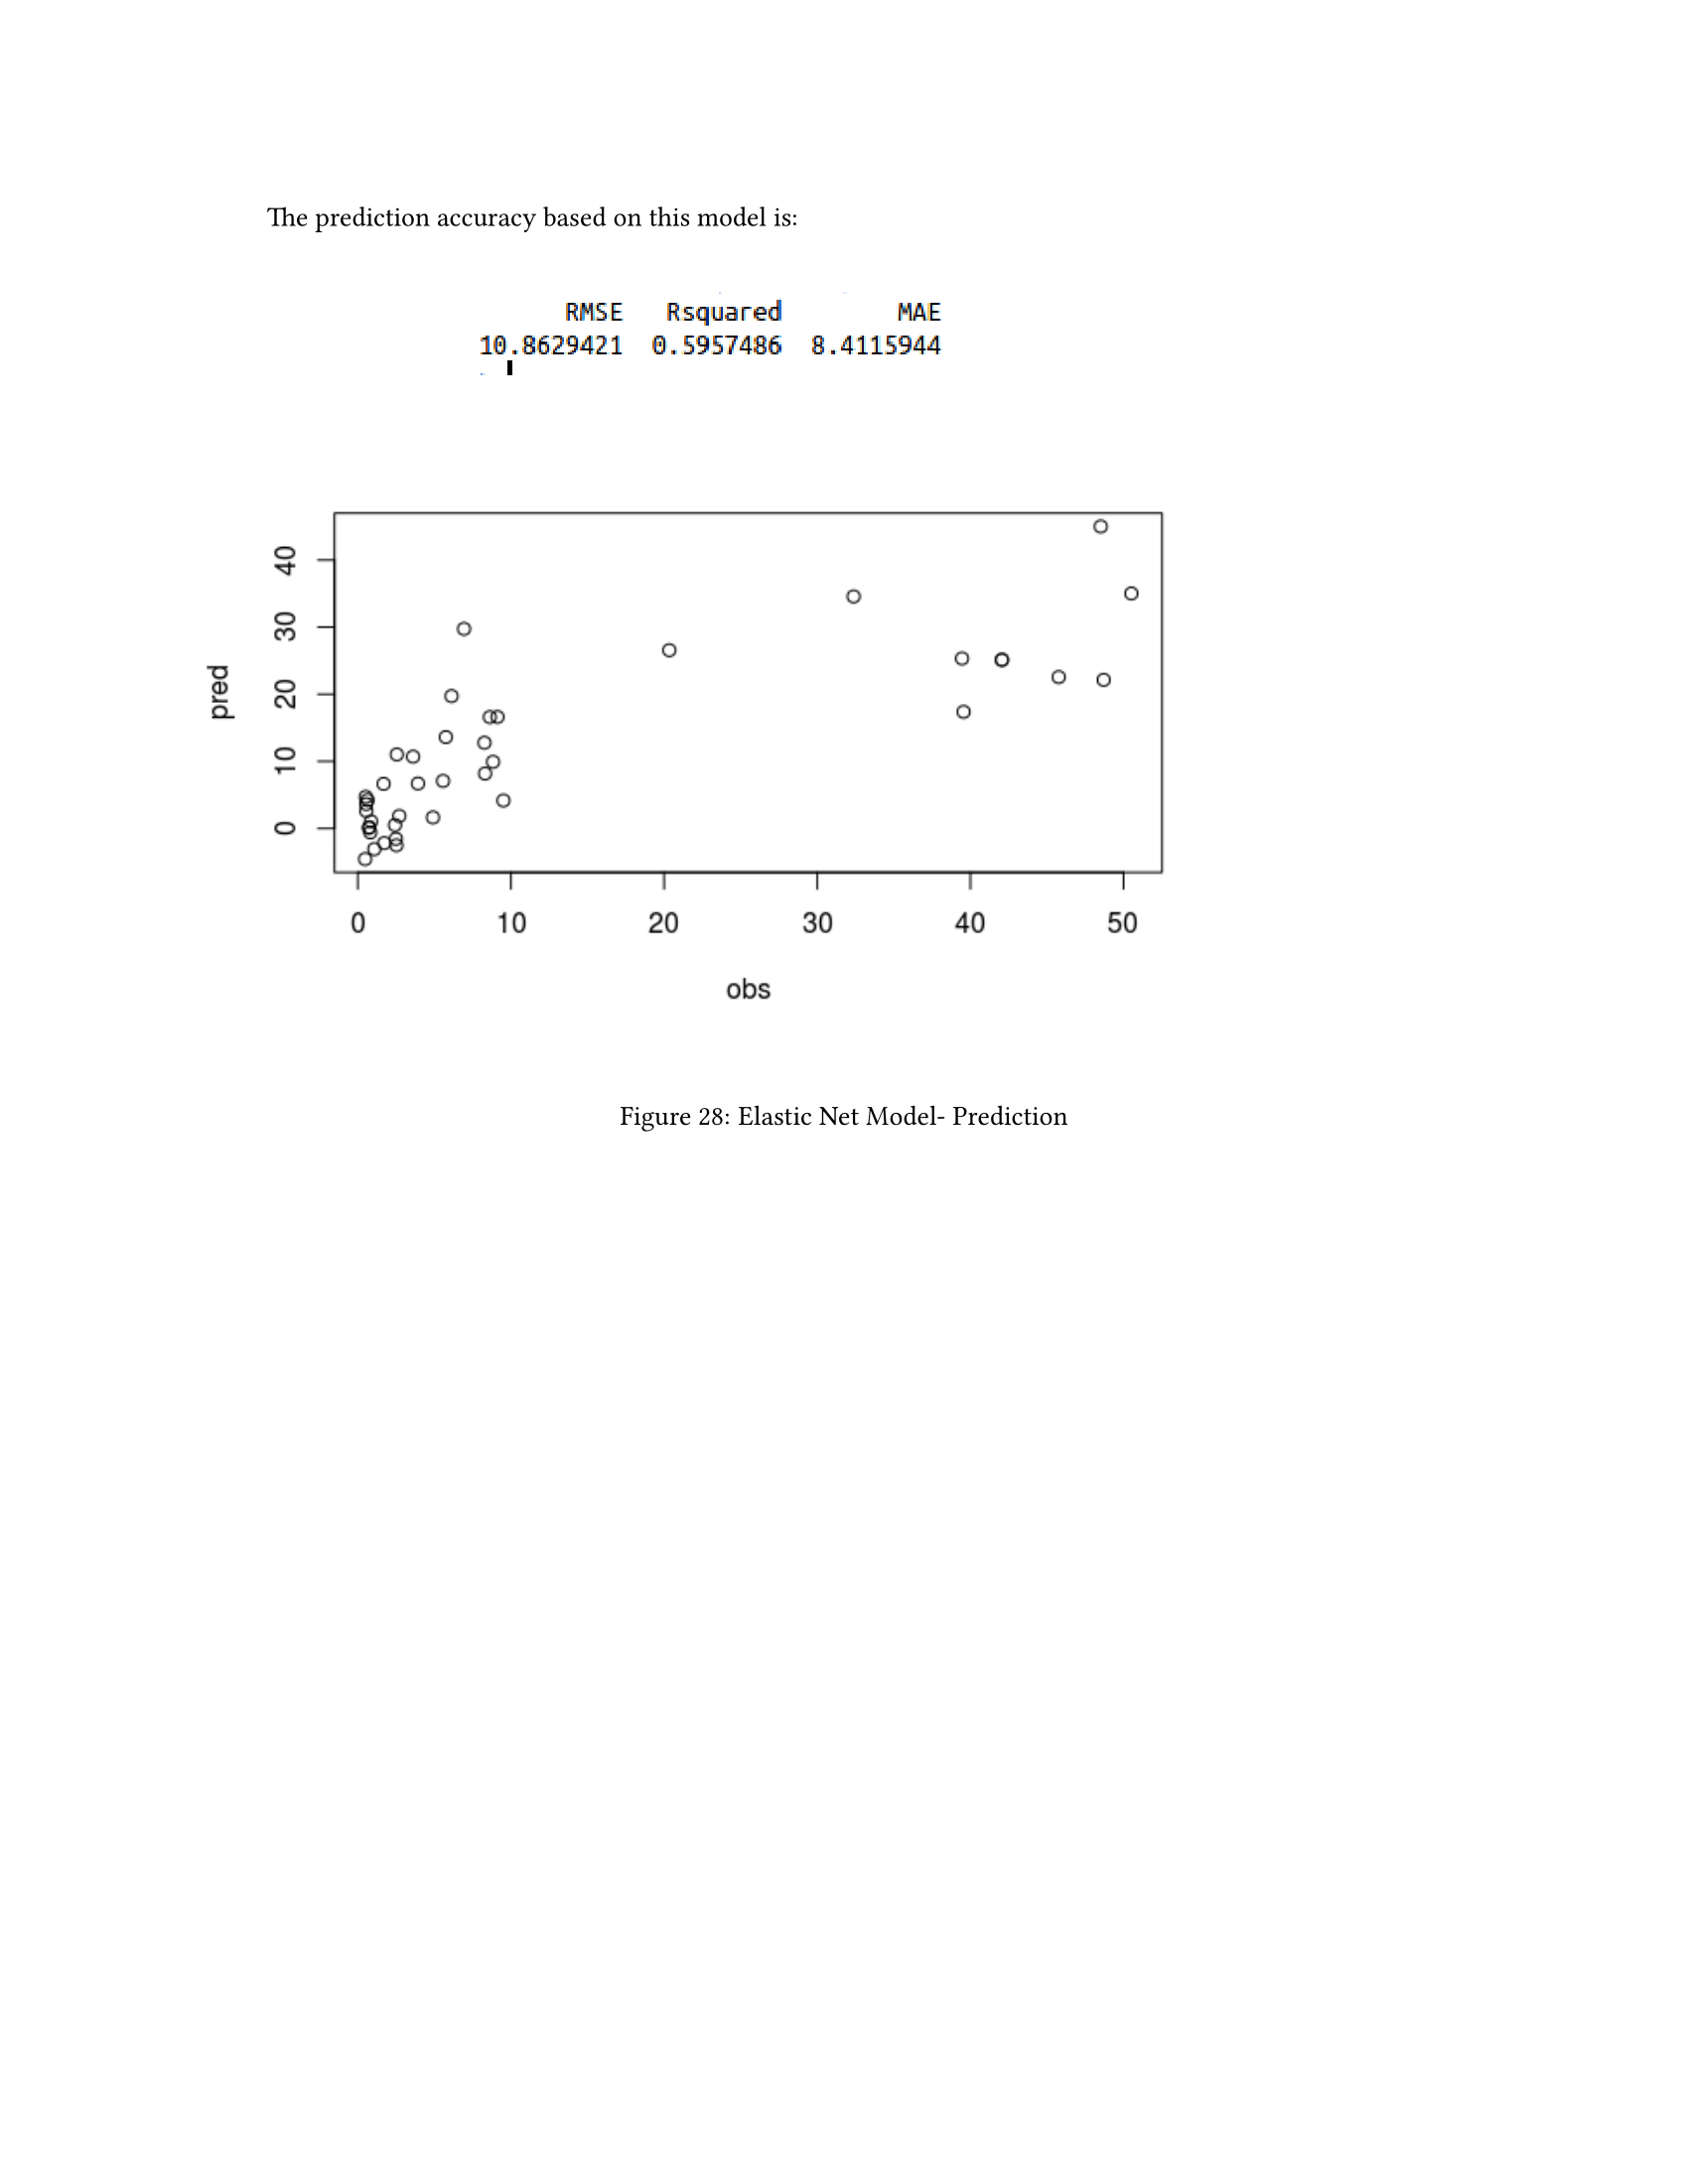 The prediction accuracy based on this model is:
RMSE Rsquared MAE
10.8629421 0.5957486 8.4115944
40
30
20
10
0
pred
0 10 20 30 40 50
obs
Figure 28: Elastic Net Model- Prediction